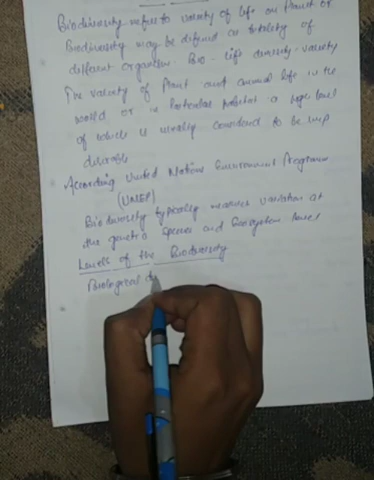 Biodiversity refers to variety of life on planet or
Biodiversity may be defined as totality of
different organism Bio - Life diversity - variety
The variety of plant and animal life in the
world or in particular habitat a high level
of which is usually considered to be imp
desirable
According United Nations Environment Programme
(UNEP)
Biodiversity typically measures variation at
the genetic species and Ecosystem level
Levels of the Biodiversity
Biological di